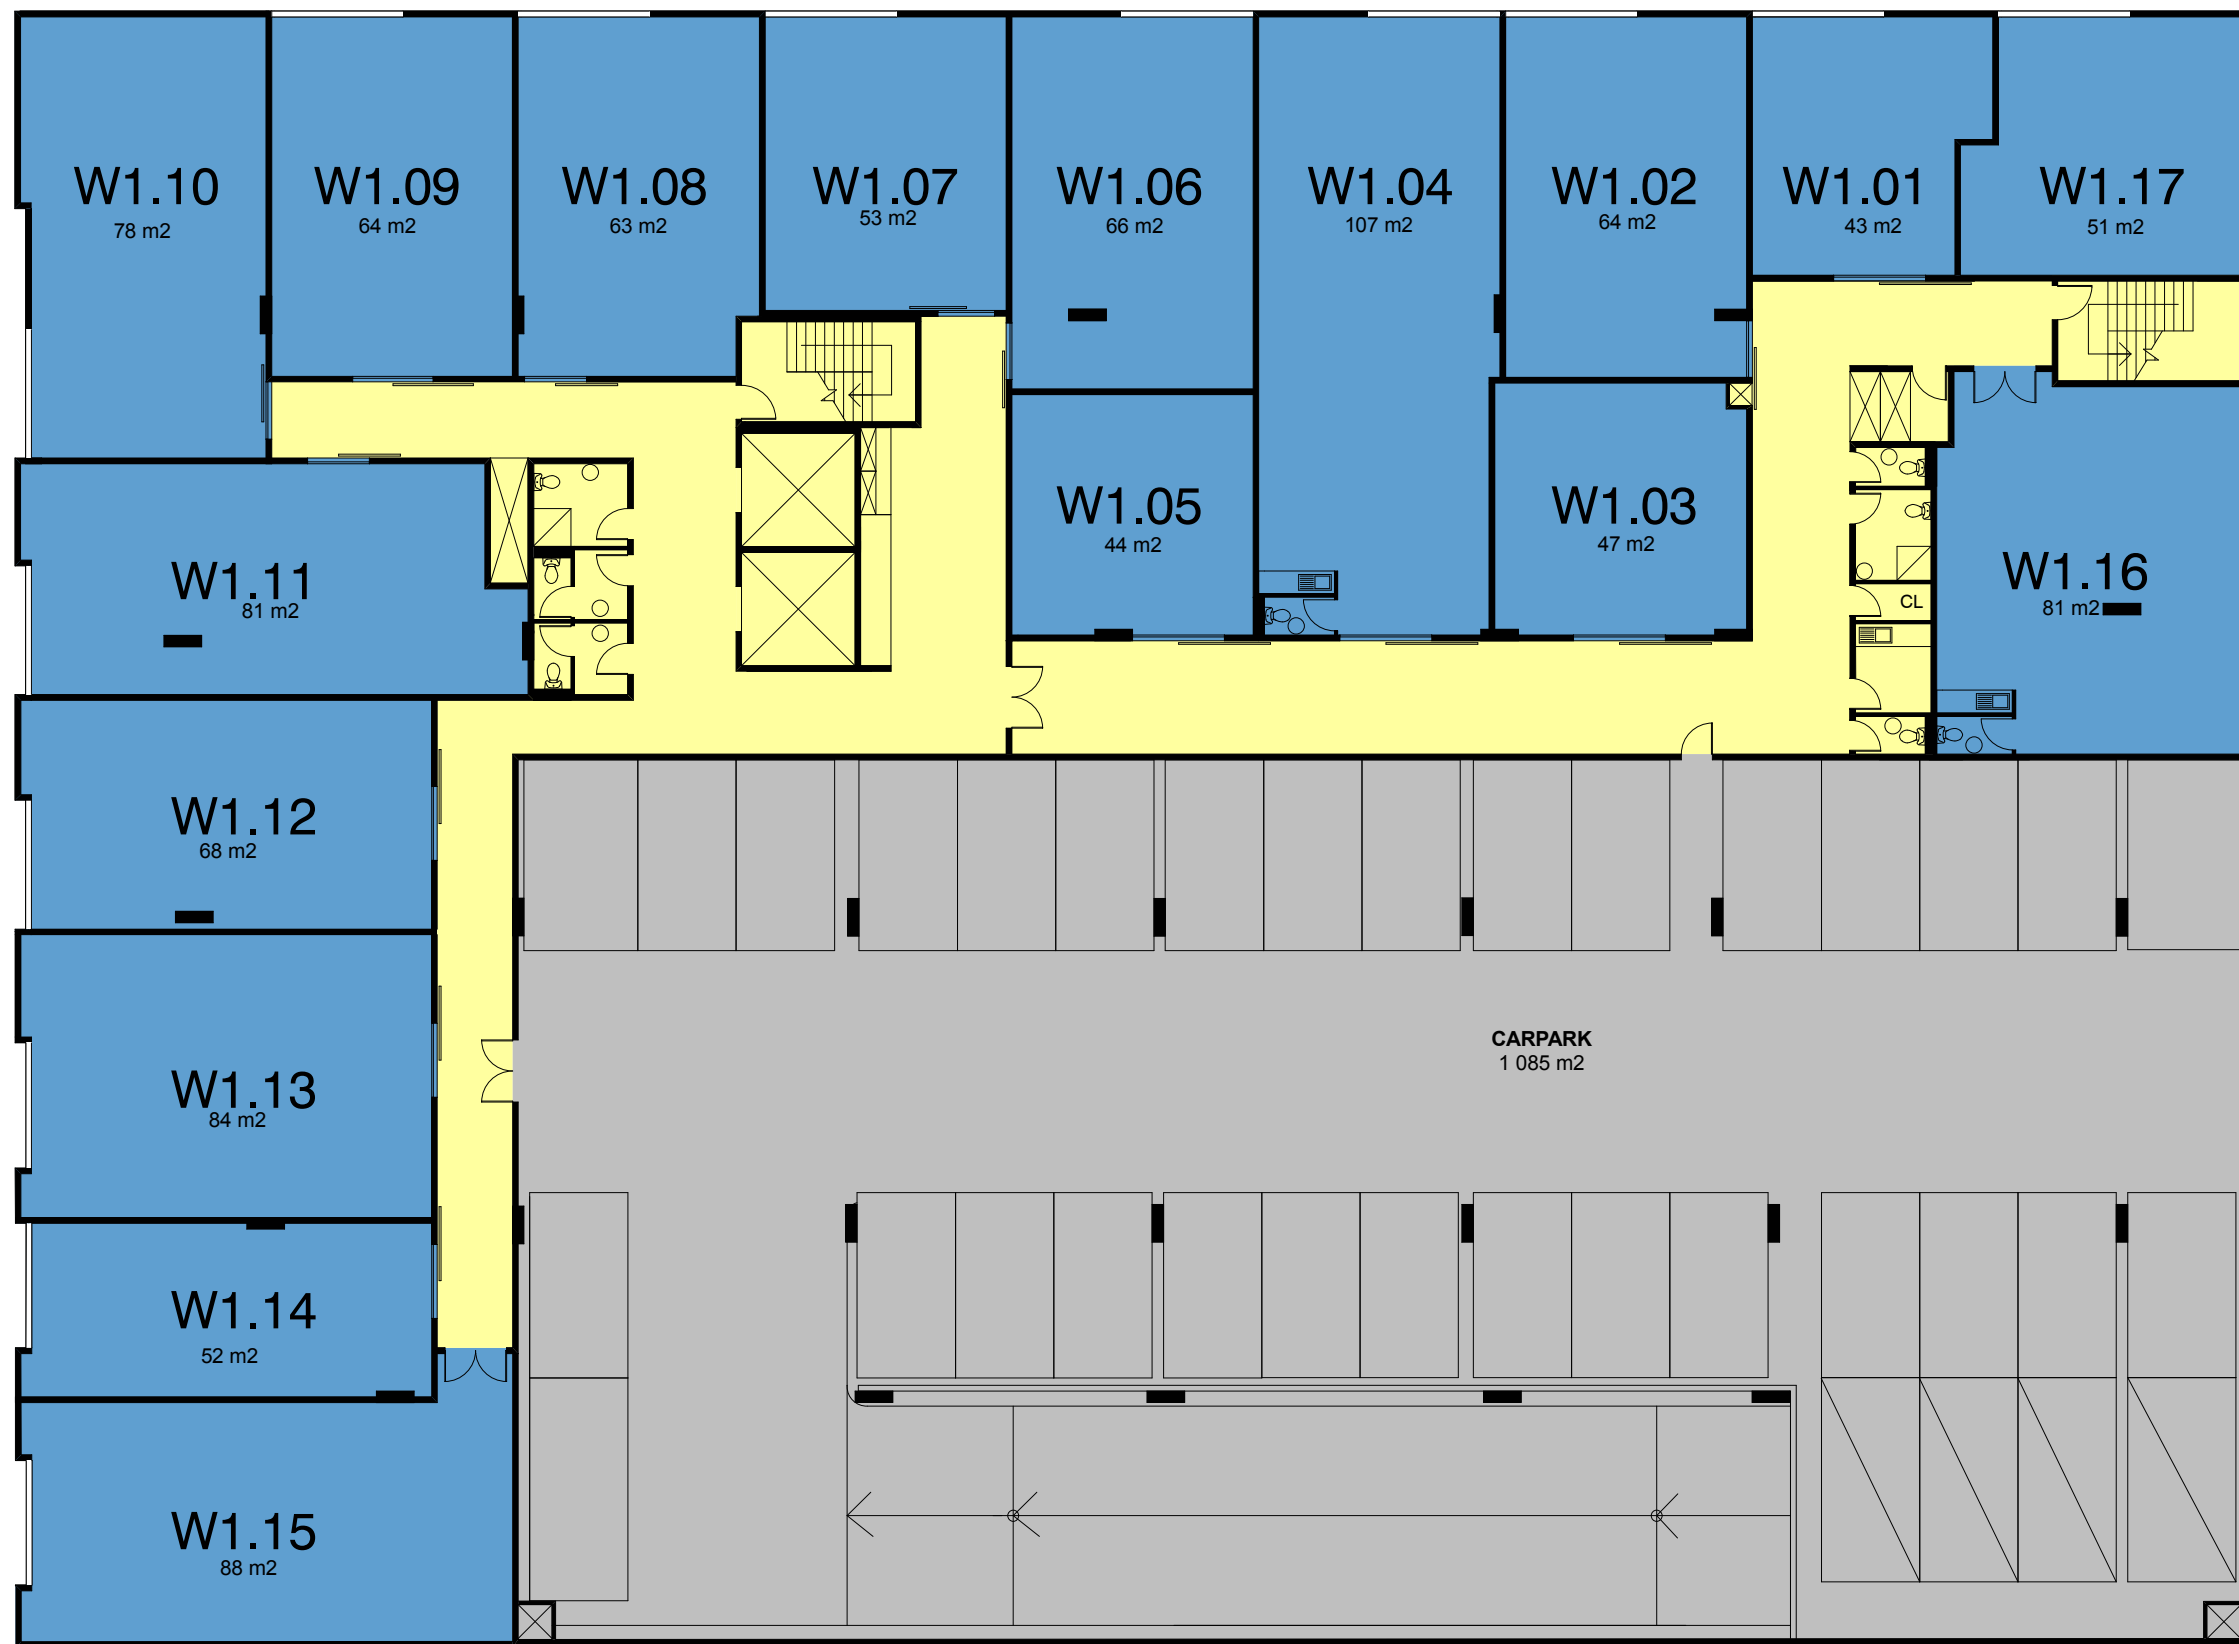 W1.10
78 m2
W1.09
64 m2
W1.08
63 m2
W1.07
53 m2
W1.06
66 m2
W1.04
107 m2
W1.02
64 m2
W1.01
43 m2
W1.17
51 m2
W1.11
81 m2
W1.05
44 m2
W1.03
47 m2
CL
W1.16
81 m2
W1.12
68 m2
W1.13
84 m2
CARPARK
1 085 m2
W1.14
52 m2
W1.15
88 m2